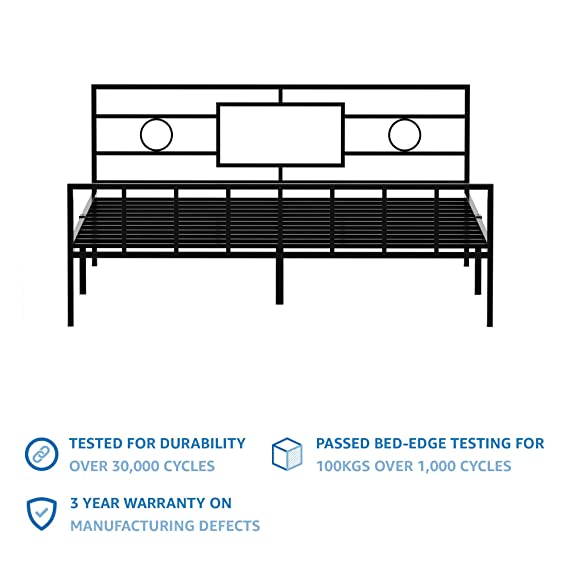 TESTED FOR DURABILITY
OVER 30,000 CYCLES
PASSED BED-EDGE TESTING FOR
100KGS OVER 1,000 CYCLES
3 YEAR WARRANTY ON
MANUFACTURING DEFECTS